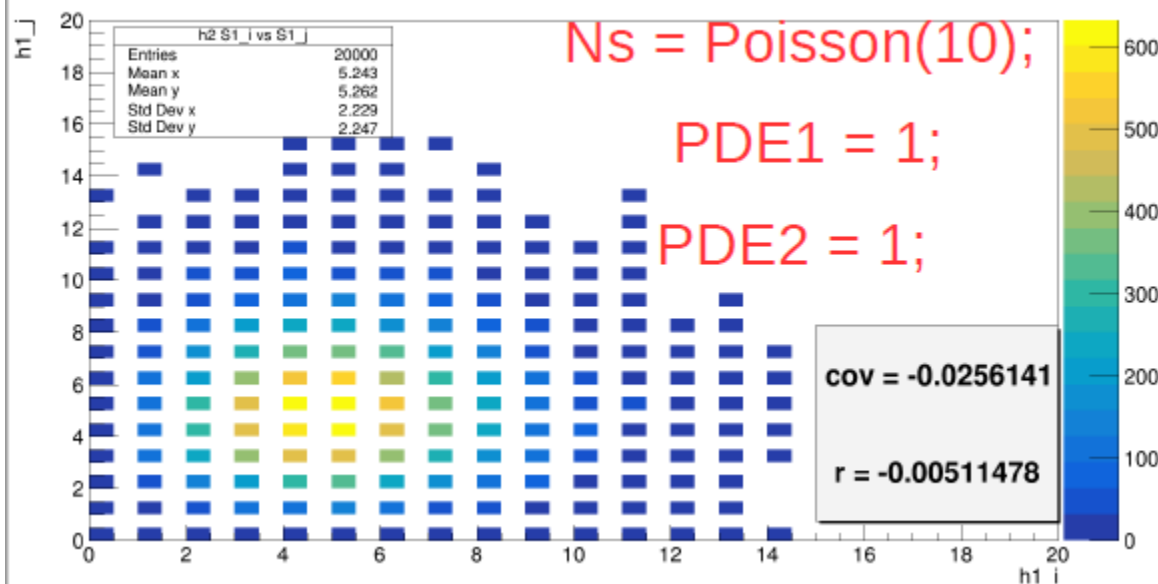 h1_j
20
18
16
14
12
10
8
6
4
2
0
h2 S1_i vs S1_j
Entries 20000
Mean x 5.243
Mean y 5.262
Std Dev x 2.229
Std Dev y 2.247
Ns = Poisson(10);
PDE1 = 1;
PDE2 = 1;
cov = -0.0256141
r = -0.00511478
600
500
400
300
200
100
0
0 2 4 6 8 10 12 14 16 18 20
h1_i